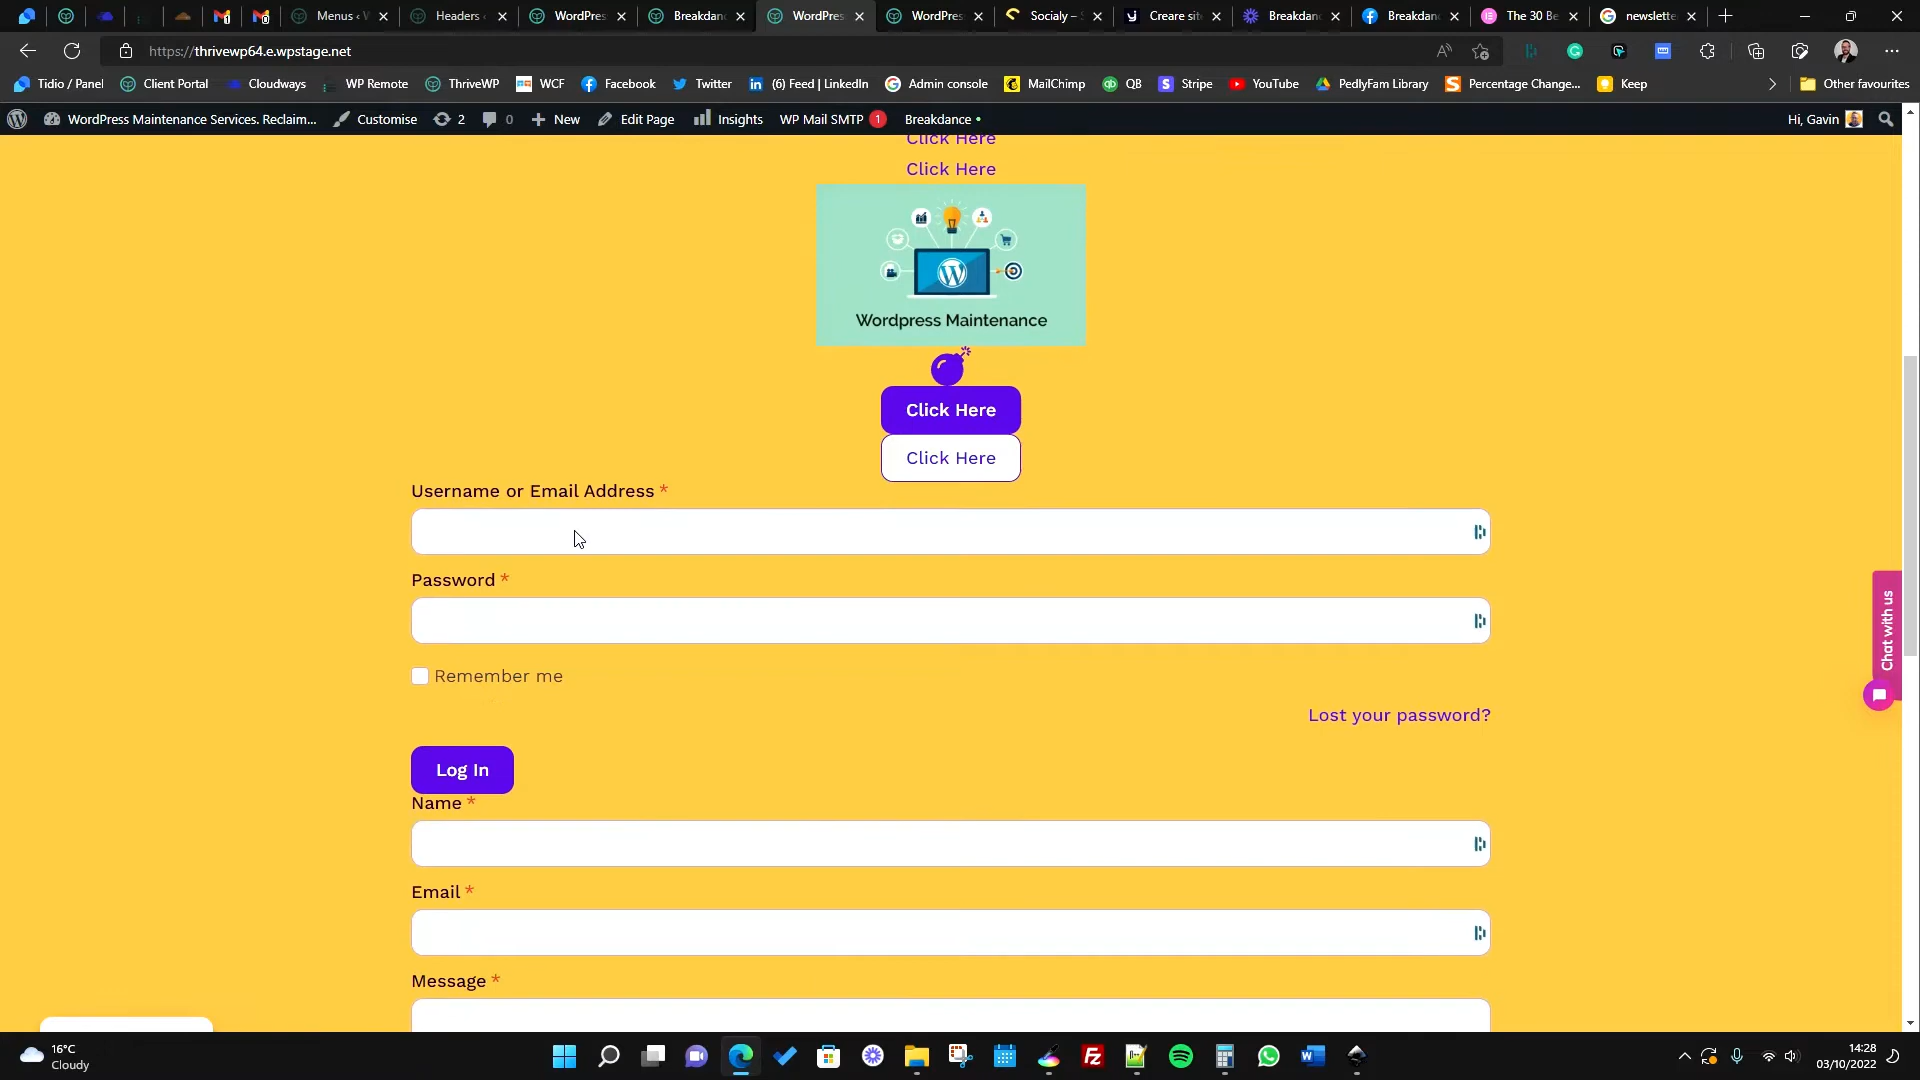 Menus ‹ W
Headers ‹
WordPres
Breakdan
WordPres
WordPres
Socialy –
Creare sit
Breakdan
Breakdan
The 30 Be
newslette
https://thrivewp64.e.wpstage.net
Tidio / Panel
Client Portal
Cloudways
WP Remote
ThriveWP
WCF
Facebook
Twitter
(6) Feed | LinkedIn
Admin console
MailChimp
QB
Stripe
YouTube
PedlyFam Library
Percentage Change...
Keep
Other favourites
WordPress Maintenance Services. Reclaim...
Customise
2
0
New
Edit Page
Insights
WP Mail SMTP 1
Breakdance
Hi, Gavin
Click Here
Click Here
Wordpress Maintenance
Click Here
Click Here
Username or Email Address *
Password *
Remember me
Lost your password?
Log In
Name *
Email *
Message *
Chat with us
16°C
Cloudy
14:28
03/10/2022